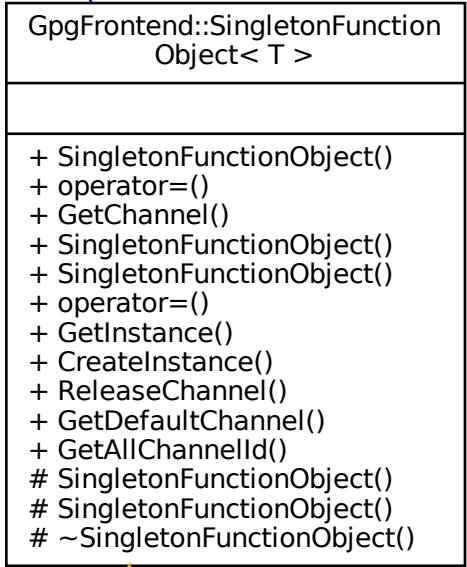 GpgFrontend::SingletonFunction
Object< T >
+ SingletonFunctionObject()
+ operator=()
+ GetChannel()
+ SingletonFunctionObject()
+ SingletonFunctionObject()
+ operator=()
+ GetInstance()
+ CreateInstance()
+ ReleaseChannel()
+ GetDefaultChannel()
+ GetAllChannelId()
# SingletonFunctionObject()
# SingletonFunctionObject()
# ~SingletonFunctionObject()